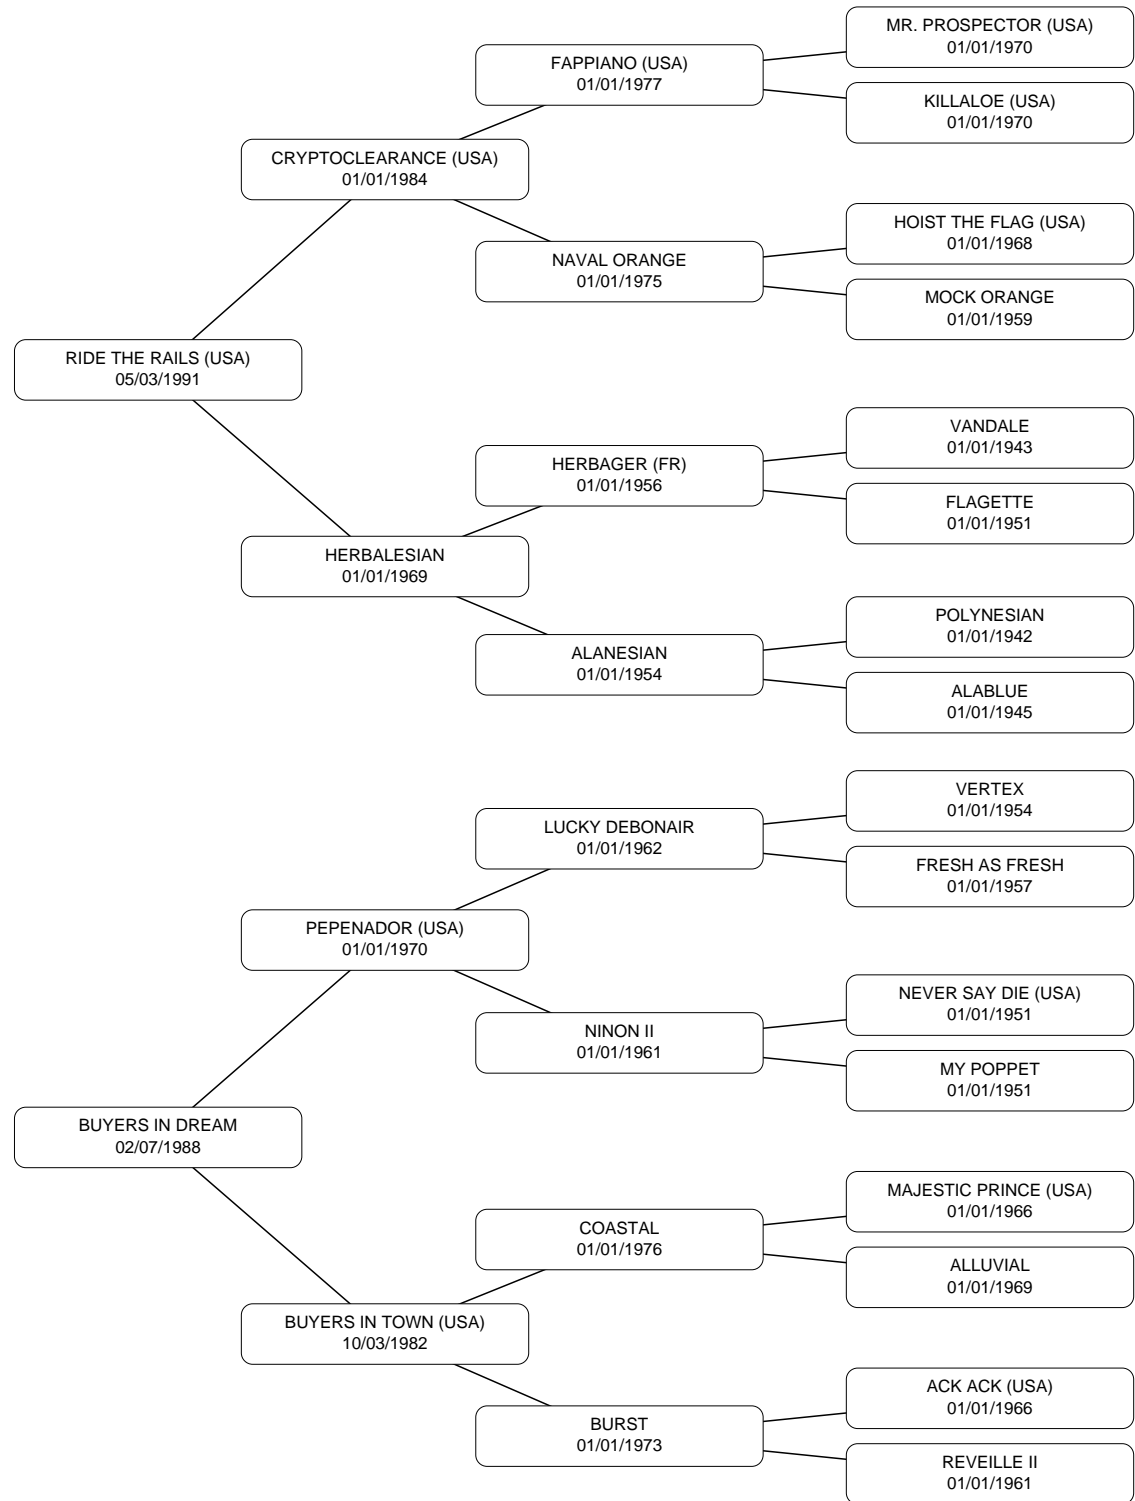 MR. PROSPECTOR (USA)
01/01/1970
FAPPIANO (USA)
01/01/1977
KILLALOE (USA)
01/01/1970
CRYPTOCLEARANCE (USA)
01/01/1984
HOIST THE FLAG (USA)
01/01/1968
NAVAL ORANGE
01/01/1975
MOCK ORANGE
01/01/1959
RIDE THE RAILS (USA)
05/03/1991
VANDALE
01/01/1943
HERBAGER (FR)
01/01/1956
FLAGETTE
01/01/1951
HERBALESIAN
01/01/1969
POLYNESIAN
01/01/1942
ALANESIAN
01/01/1954
ALABLUE
01/01/1945
VERTEX
01/01/1954
LUCKY DEBONAIR
01/01/1962
FRESH AS FRESH
01/01/1957
PEPENADOR (USA)
01/01/1970
NEVER SAY DIE (USA)
01/01/1951
NINON II
01/01/1961
MY POPPET
01/01/1951
BUYERS IN DREAM
02/07/1988
MAJESTIC PRINCE (USA)
01/01/1966
COASTAL
01/01/1976
ALLUVIAL
01/01/1969
BUYERS IN TOWN (USA)
10/03/1982
ACK ACK (USA)
01/01/1966
BURST
01/01/1973
REVEILLE II
01/01/1961